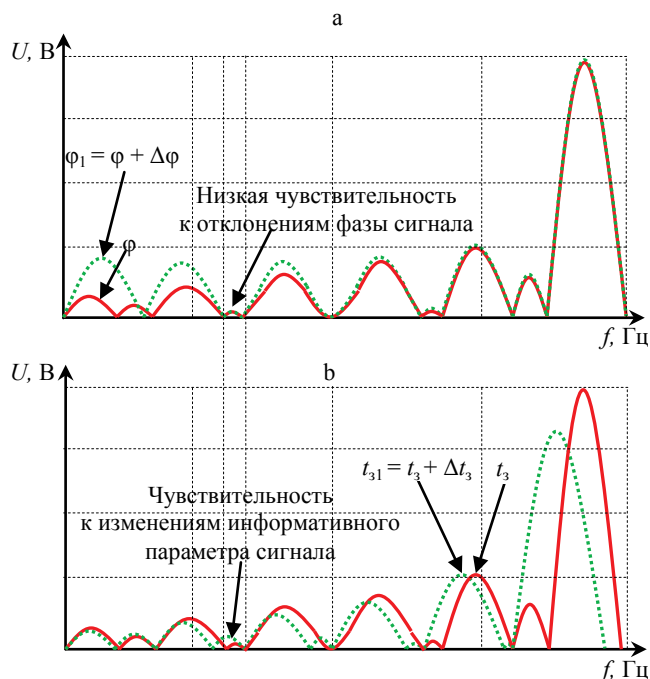 a
U, В
φ₁ = φ + Δφ
Низкая чувствительность
к отклонениям фазы сигнала
φ
f, Гц
U, В
b
tз1 = tз + Δtз
tз
Чувствительность
к изменениям информативного
параметра сигнала
f, Гц